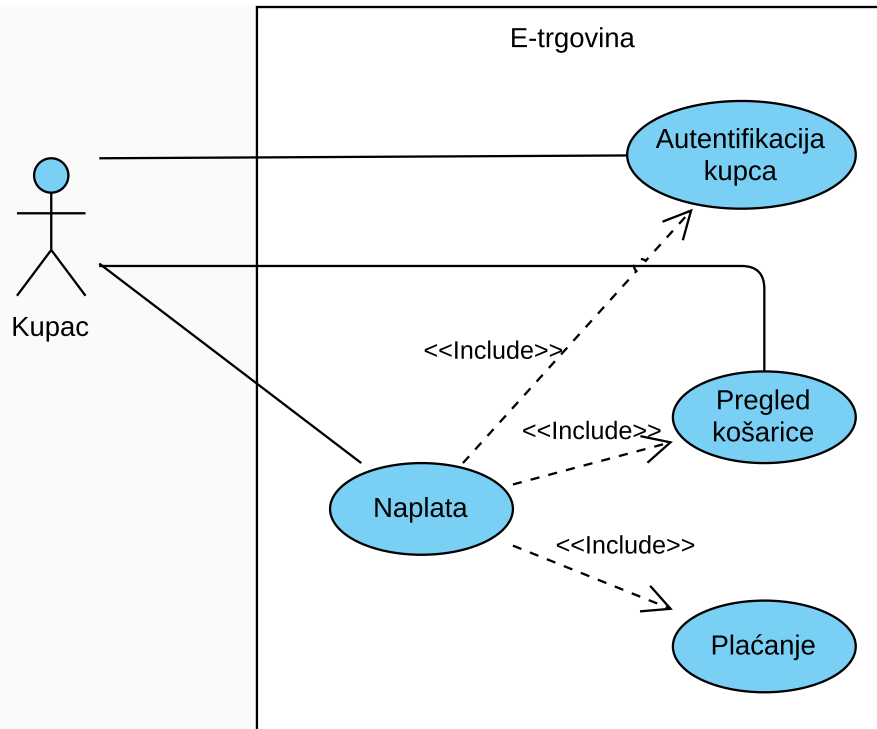 E-trgovina
Autentifikacija
kupca
Kupac
<<Include>>
Pregled
košarice
<<Include>>
Naplata
<<Include>>
Plaćanje